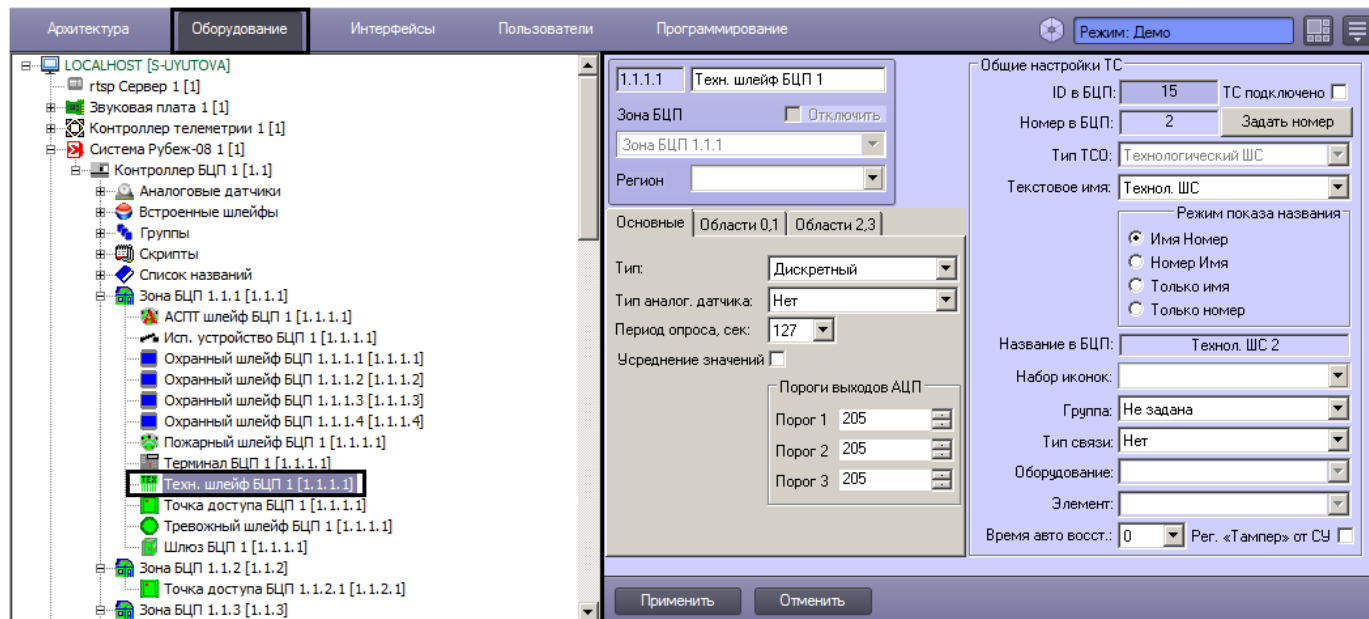 Архитектура
Оборудование
Интерфейсы
Пользователи
Программирование
Режим: Демо
LOCALHOST [S-UYUTOVA]
rtsp Сервер 1 [1]
Звуковая плата 1 [1]
Контроллер телеметрии 1 [1]
Система Рубеж-08 1 [1]
Контроллер БЦП 1 [1.1]
Аналоговые датчики
Встроенные шлейфы
Группы
Скрипты
Список названий
Зона БЦП 1.1.1 [1.1.1]
АСПТ шлейф БЦП 1 [1.1.1.1]
Исп. устройство БЦП 1 [1.1.1.1]
Охранный шлейф БЦП 1.1.1.1 [1.1.1.1]
Охранный шлейф БЦП 1.1.1.2 [1.1.1.2]
Охранный шлейф БЦП 1.1.1.3 [1.1.1.3]
Охранный шлейф БЦП 1.1.1.4 [1.1.1.4]
Пожарный шлейф БЦП 1 [1.1.1.1]
Терминал БЦП 1 [1.1.1.1]
ТЕХ Техн. шлейф БЦП 1 [1.1.1.1]
Точка доступа БЦП 1 [1.1.1.1]
Тревожный шлейф БЦП 1 [1.1.1.1]
Шлюз БЦП 1 [1.1.1.1]
Зона БЦП 1.1.2 [1.1.2]
Точка доступа БЦП 1.1.2.1 [1.1.2.1]
Зона БЦП 1.1.3 [1.1.3]
1.1.1.1 Техн. шлейф БЦП 1
Зона БЦП Отключить
Зона БЦП 1.1.1
Регион
Основные Области 0,1 Области 2,3
Тип: Дискретный
Тип аналог. датчика: Нет
Период опроса, сек: 127
Усреднение значений
Пороги выходов АЦП
Порог 1 205
Порог 2 205
Порог 3 205
Общие настройки ТС
ID в БЦП: 15 ТС подключено
Номер в БЦП: 2 Задать номер
Тип ТСО: Технологический ШС
Текстовое имя: Технол. ШС
Режим показа названия
Имя Номер
Номер Имя
Только имя
Только номер
Название в БЦП: Технол. ШС 2
Набор иконок:
Группа: Не задана
Тип связи: Нет
Оборудование:
Элемент:
Время авто восст.: 0 Рег. «Тампер» от СУ
Применить Отменить